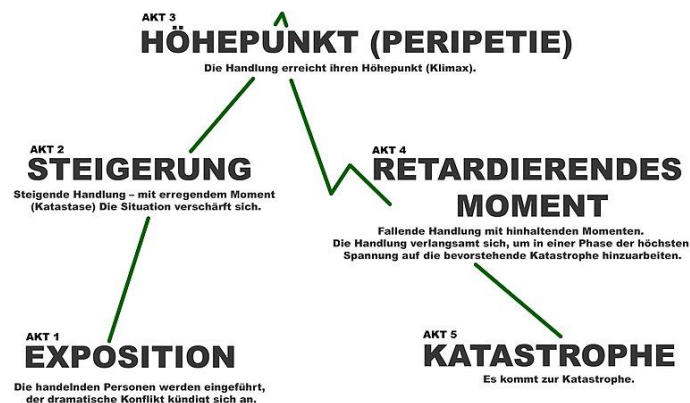 AKT 3
HÖHEPUNKT (PERIPETIE)
Die Handlung erreicht ihren Höhepunkt (Klimax).
AKT 2
STEIGERUNG
Steigende Handlung – mit erregendem Moment
(Katastase) Die Situation verschärft sich.
AKT 4
RETARDIERENDES
MOMENT
Fallende Handlung mit hinhaltenden Momenten.
Die Handlung verlangsamt sich, um in einer Phase der höchsten
Spannung auf die bevorstehende Katastrophe hinzuarbeiten.
AKT 1
EXPOSITION
Die handelnden Personen werden eingeführt,
der dramatische Konflikt kündigt sich an.
AKT 5
KATASTROPHE
Es kommt zur Katastrophe.